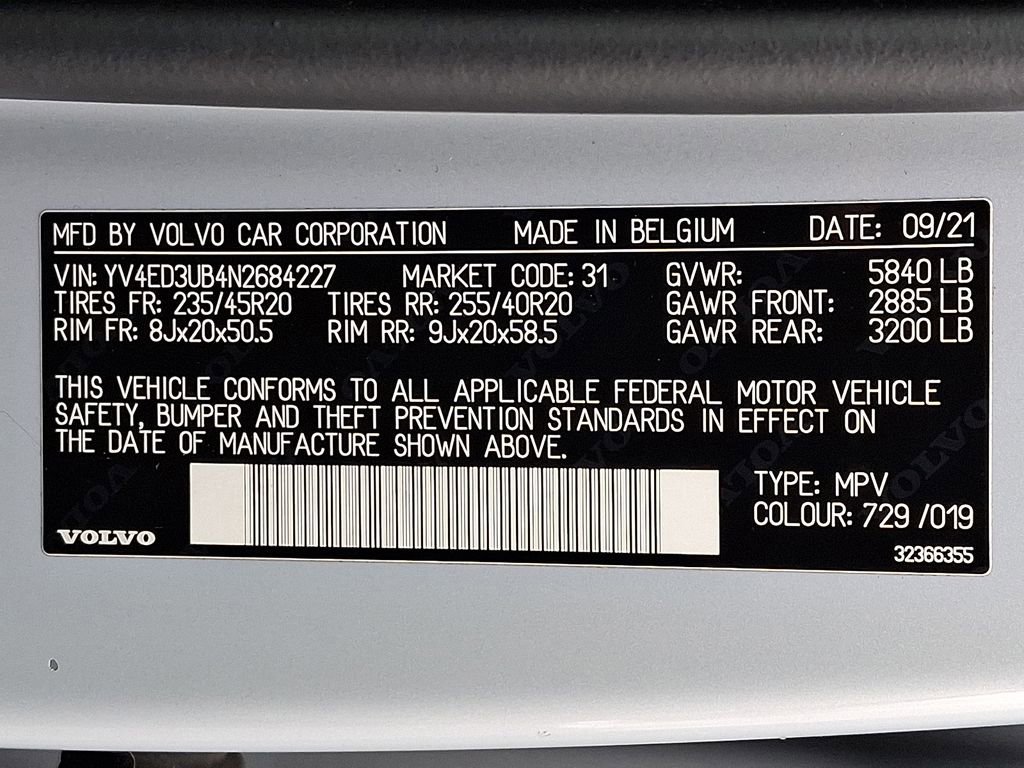 MFD BY VOLVO CAR CORPORATION MADE IN BELGIUM DATE: 09/21
VIN: YV4ED3UB4N2684227 MARKET CODE: 31 GVWR: 5840 LB
TIRES FR: 235/45R20 TIRES RR: 255/40R20 GAWR FRONT: 2885 LB
RIM FR: 8Jx20x50.5 RIM RR: 9Jx20x58.5 GAWR REAR: 3200 LB
THIS VEHICLE CONFORMS TO ALL APPLICABLE FEDERAL MOTOR VEHICLE
SAFETY, BUMPER AND THEFT PREVENTION STANDARDS IN EFFECT ON
THE DATE OF MANUFACTURE SHOWN ABOVE.
TYPE: MPV
COLOUR: 729 /019
VOLVO
32366355